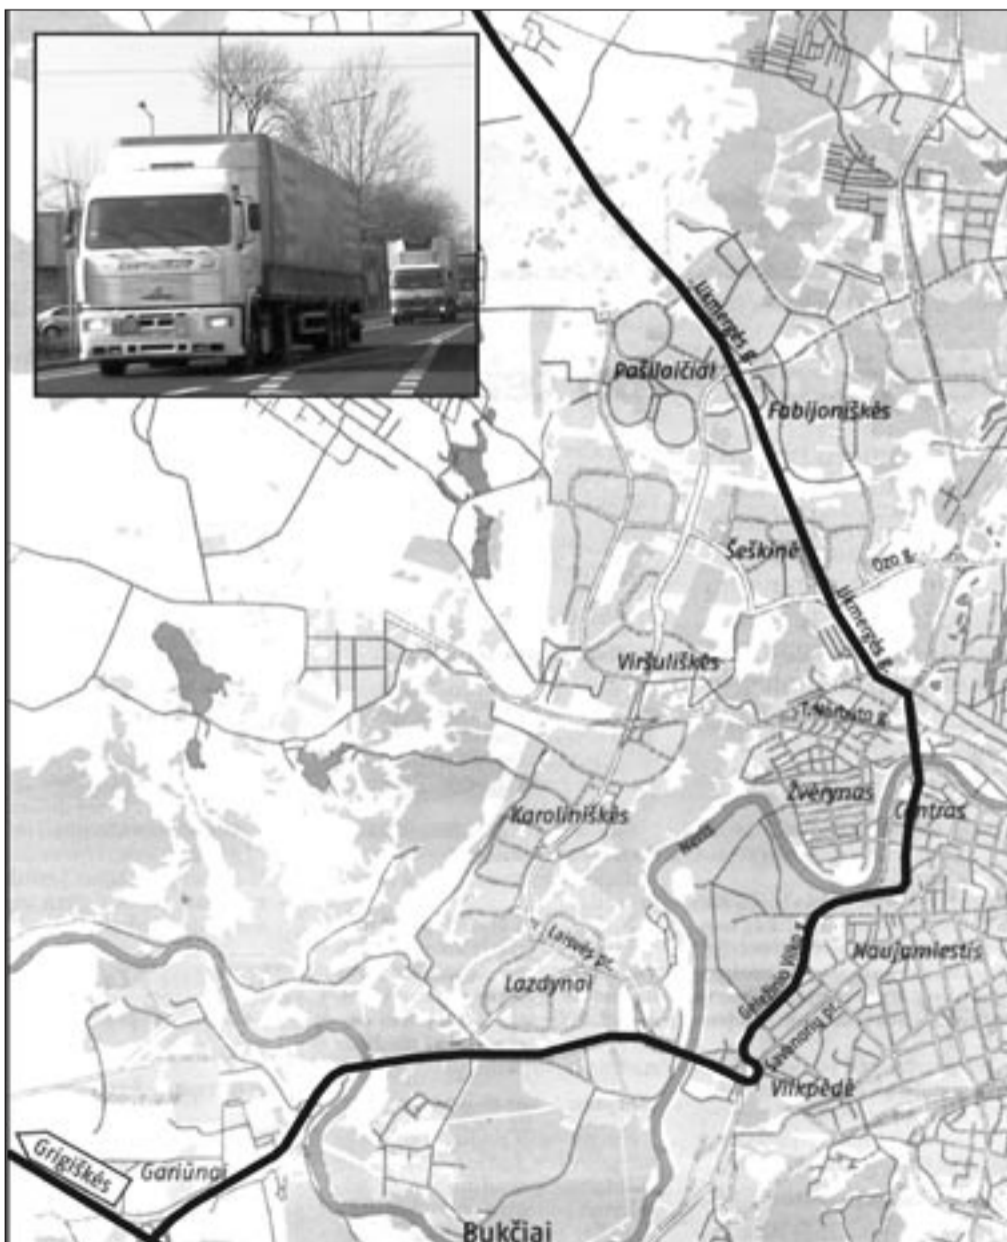 Ukmergės g.
Pašilaičiai
Fabijoniškės
Šeškinė
Ozo g.
Ukmergės g.
Viršuliškės
T. Narbuto g.
Žvėrynas
Karoliniškės
Centras
Neris
Laisvės pr.
Lazdynai
Geležinio Vilko g.
Naujamiestis
Savanorių pr.
Vilkpėdė
Grigiškės
Gariūnai
Bukčiai